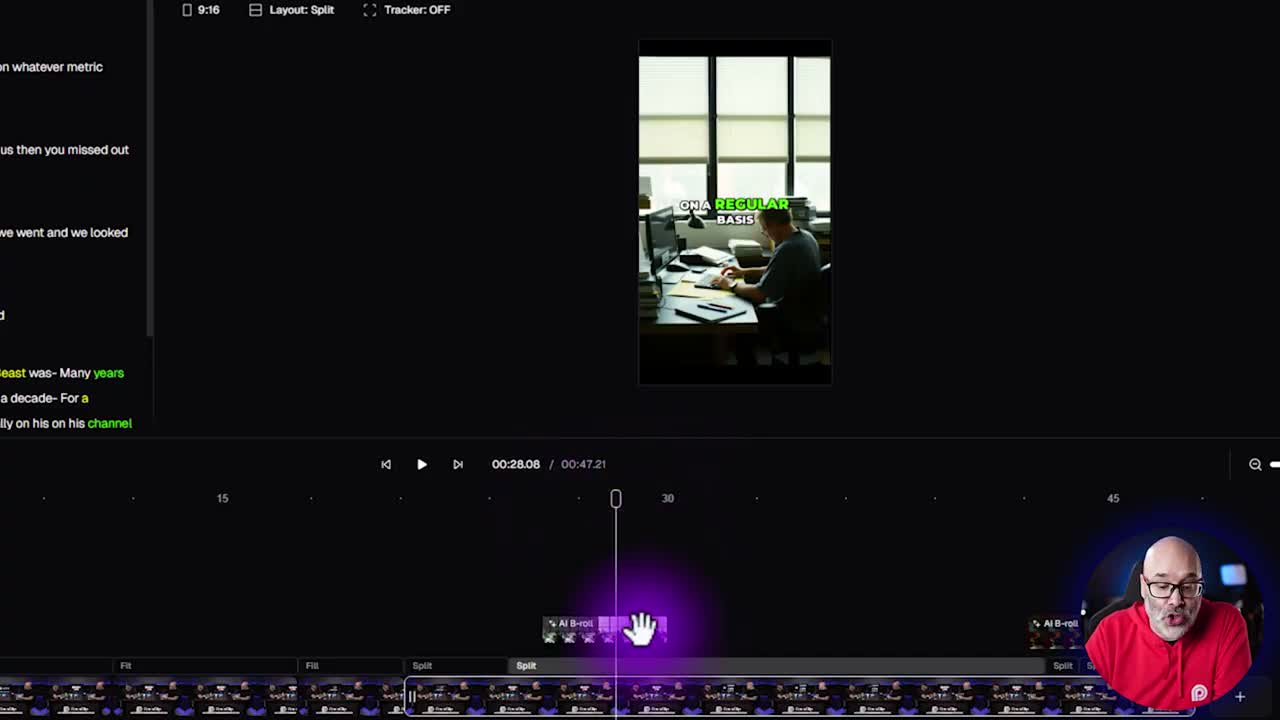 9:16 Layout: Split Tracker: OFF
on whatever metric
us then you missed out
we went and we looked
d
Beast was- Many years
a decade- For a
lly on his on his channel
ON A REGULAR
BASIS
00:28.08 / 00:47.21
15 30 45
AI B-roll AI B-roll
Fit Fill Split Split Split